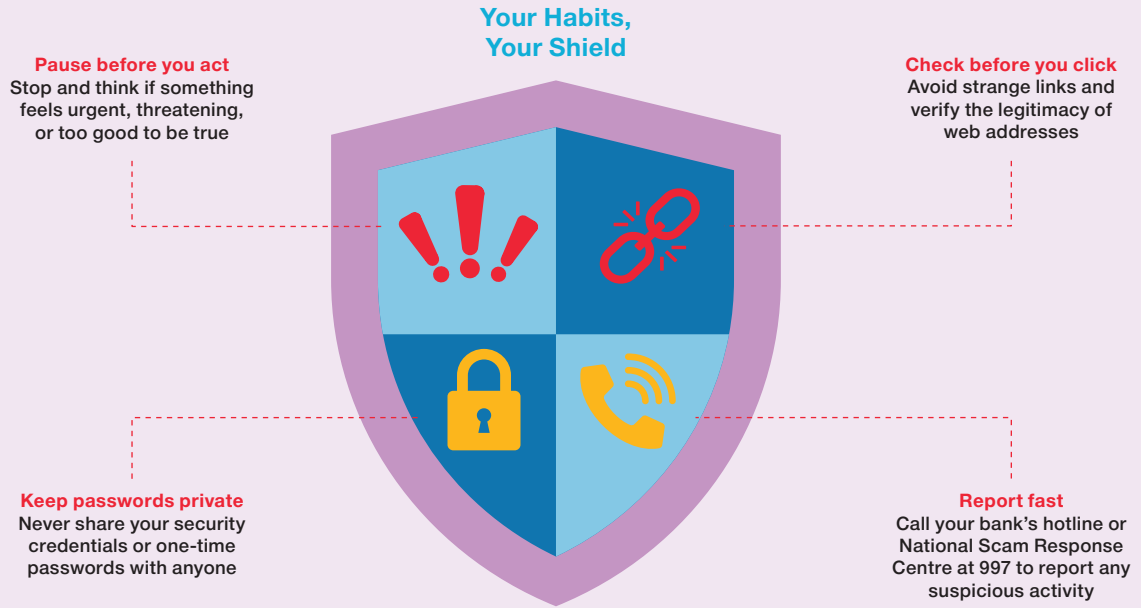 Your Habits,
Your Shield
Pause before you act
Stop and think if something
feels urgent, threatening,
or too good to be true
Check before you click
Avoid strange links and
verify the legitimacy of
web addresses
Keep passwords private
Never share your security
credentials or one-time
passwords with anyone
Report fast
Call your bank’s hotline or
National Scam Response
Centre at 997 to report any
suspicious activity